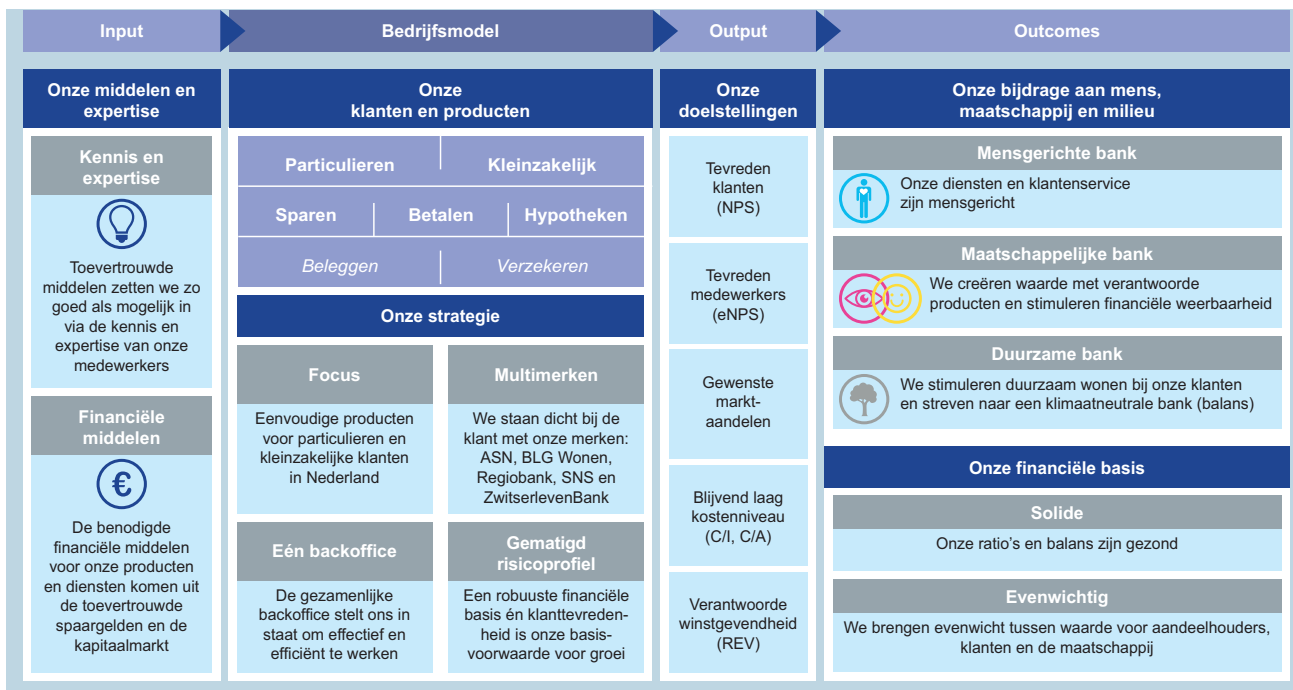 Input
Bedrijfsmodel
Output
Outcomes
Onze middelen en
expertise
Kennis en
expertise
Toevertrouwde
middelen zetten we zo
goed als mogelijk in
via de kennis en
expertise van onze
medewerkers
Financiële
middelen
€
De benodigde
financiële middelen
voor onze producten
en diensten komen uit
de toevertrouwde
spaargelden en de
kapitaalmarkt
Onze
klanten en producten
Particulieren
Kleinzakelijk
Sparen
Betalen
Hypotheken
Beleggen
Verzekeren
Onze strategie
Focus
Eenvoudige producten
voor particulieren en
kleinzakelijke klanten
in Nederland
Multimerken
We staan dicht bij de
klant met onze merken:
ASN, BLG Wonen,
Regiobank, SNS en
ZwitserlevenBank
Eén backoffice
De gezamenlijke
backoffice stelt ons in
staat om effectief en
efficiënt te werken
Gematigd
risicoprofiel
Een robuuste financiële
basis én klanttevreden-
heid is onze basis-
voorwaarde voor groei
Onze
doelstellingen
Tevreden
klanten
(NPS)
Tevreden
medewerkers
(eNPS)
Gewenste
markt-
aandelen
Blijvend laag
kostenniveau
(C/I, C/A)
Verantwoorde
winstgevendheid
(REV)
Onze bijdrage aan mens,
maatschappij en milieu
Mensgerichte bank
Onze diensten en klantenservice
zijn mensgericht
Maatschappelijke bank
We creëren waarde met verantwoorde
producten en stimuleren financiële weerbaarheid
Duurzame bank
We stimuleren duurzaam wonen bij onze klanten
en streven naar een klimaatneutrale bank (balans)
Onze financiële basis
Solide
Onze ratio's en balans zijn gezond
Evenwichtig
We brengen evenwicht tussen waarde voor aandeelhouders,
klanten en de maatschappij